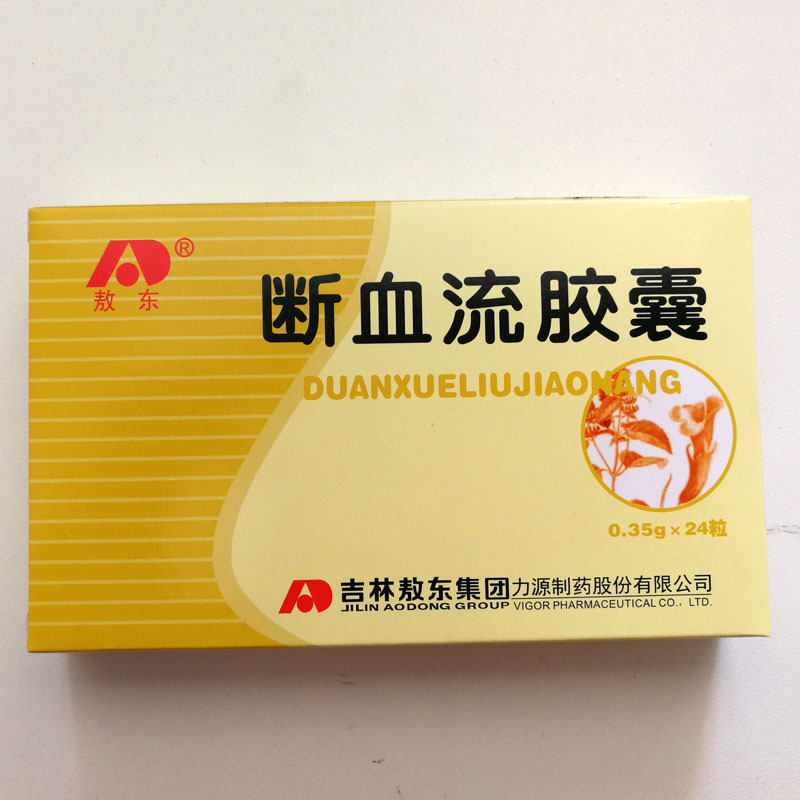 ®
敖东
断血流胶囊
DUANXUELIUJIAONANG
0.35g×24粒
吉林敖东集团力源制药股份有限公司
JILIN AODONG GROUP VIGOR PHARMACEUTICAL CO., LTD.